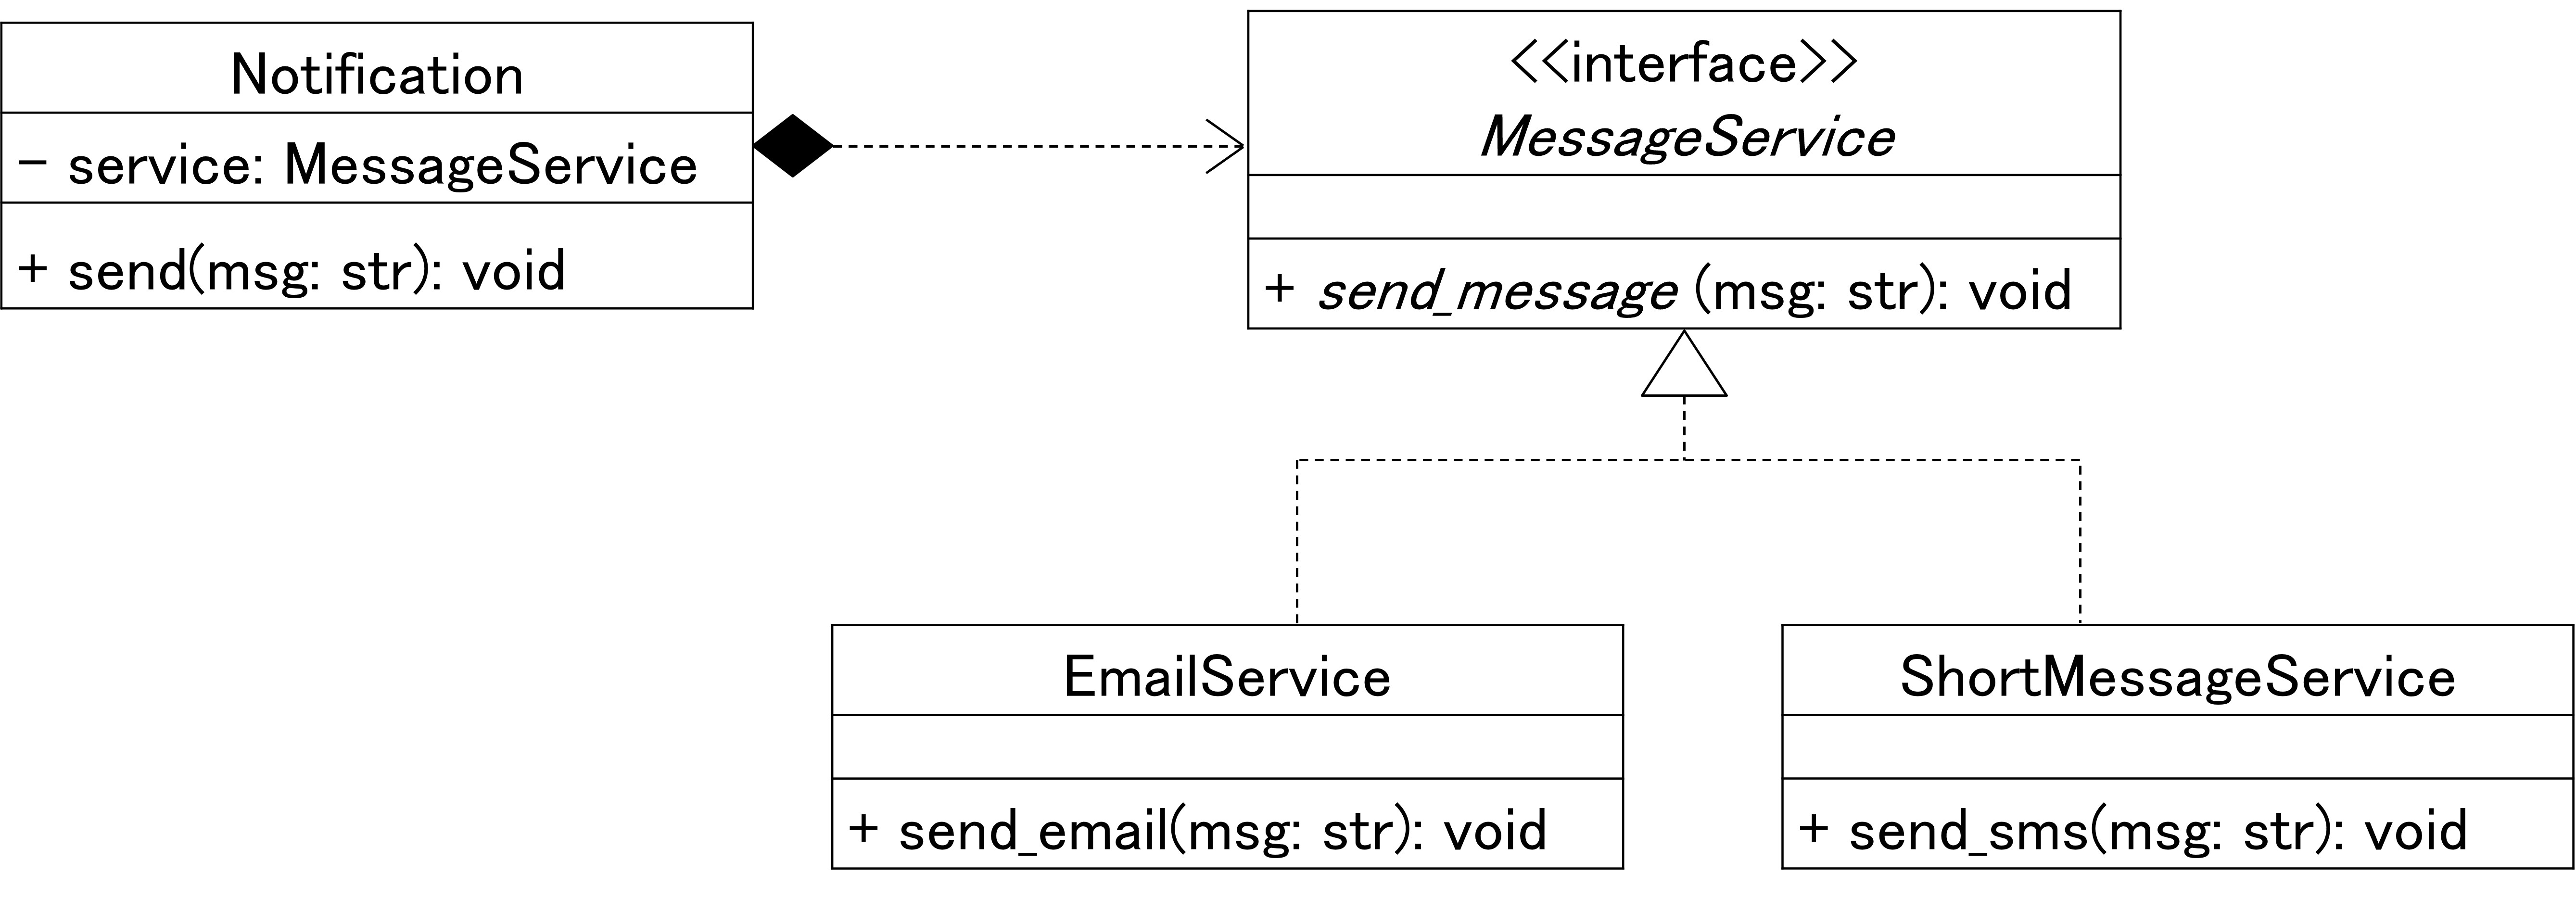 Notification
− service: MessageService
+ send(msg: str): void
<<interface>>
MessageService
+ send_message (msg: str): void
EmailService
+ send_email(msg: str): void
ShortMessageService
+ send_sms(msg: str): void